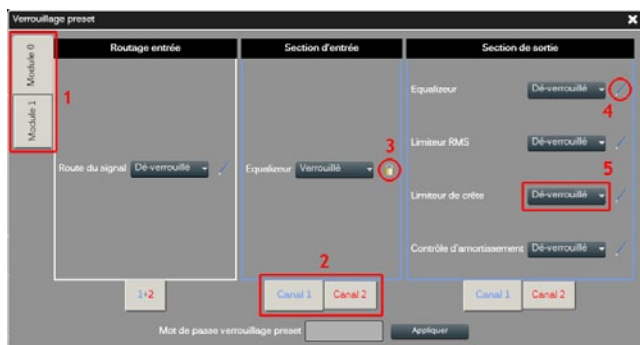 Verrouillage preset
Module 0
Module 1
1
Routage entrée
Section d'entrée
Section de sortie
Route du signal Dé-verrouillé
Equalizeur Verrouillé
3
Equalizeur Dé-verrouillé
4
Limiteur RMS Dé-verrouillé
5
Limiteur de crête Dé-verrouillé
Contrôle d'amortissement Dé-verrouillé
2
1+2
Canal 1 Canal 2
Canal 1 Canal 2
Mot de passe verrouillage preset Appliquer